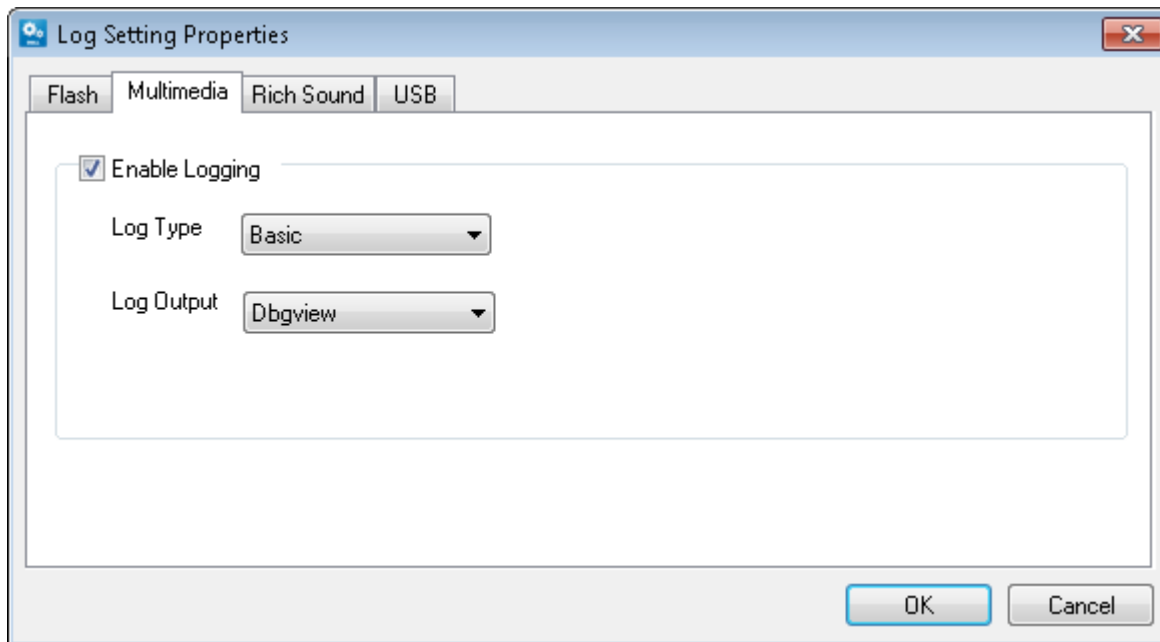 Log Setting Properties
Flash Multimedia Rich Sound USB
Enable Logging
Log Type Basic
Log Output Dbgview
OK Cancel